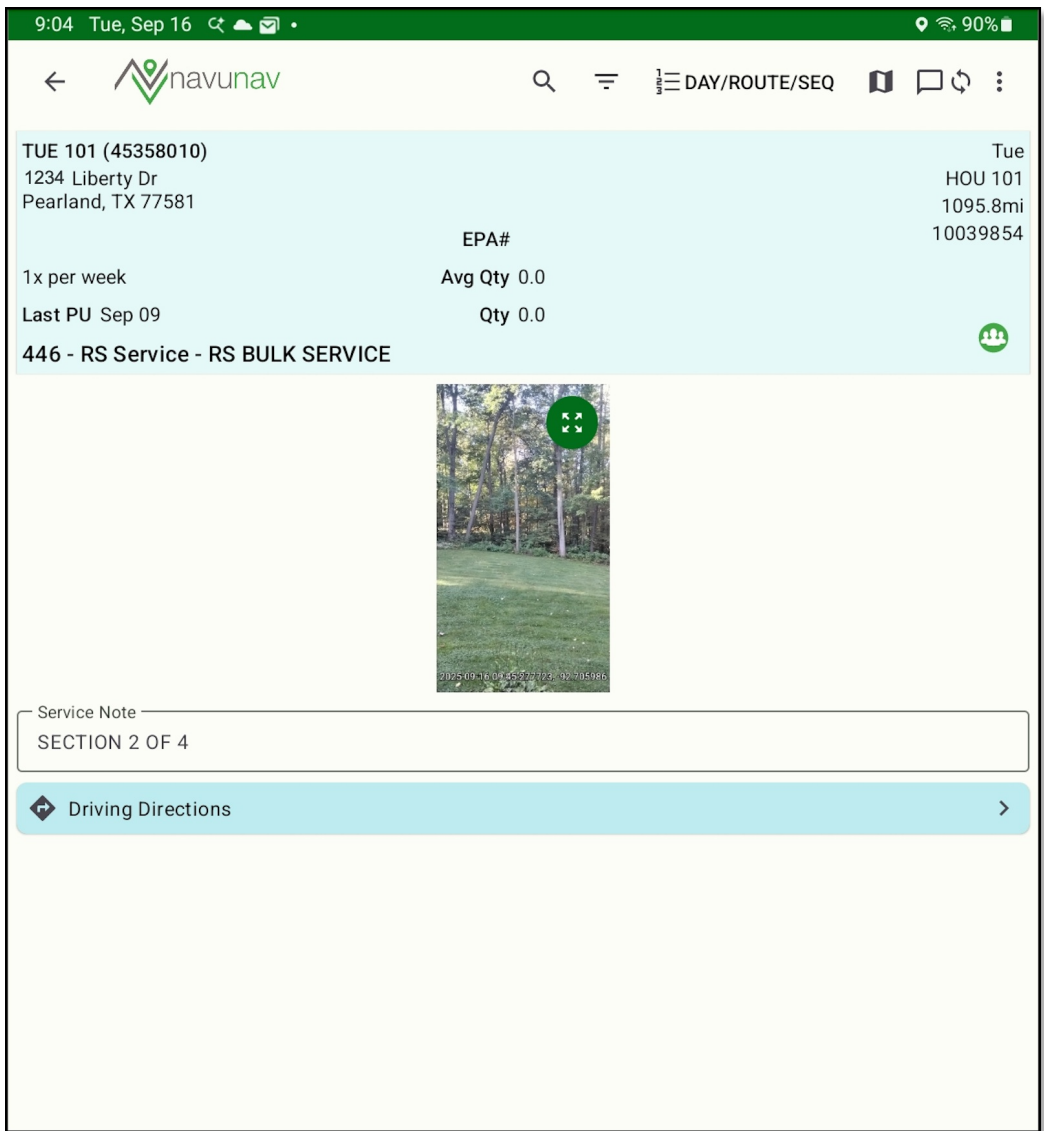 9:04 Tue, Sep 16 90%
navunav DAY/ROUTE/SEQ
TUE 101 (45358010) Tue
1234 Liberty Dr HOU 101
Pearland, TX 77581 1095.8mi
EPA# 10039854
1x per week Avg Qty 0.0
Last PU Sep 09 Qty 0.0
446 - RS Service - RS BULK SERVICE
Service Note
SECTION 2 OF 4
Driving Directions